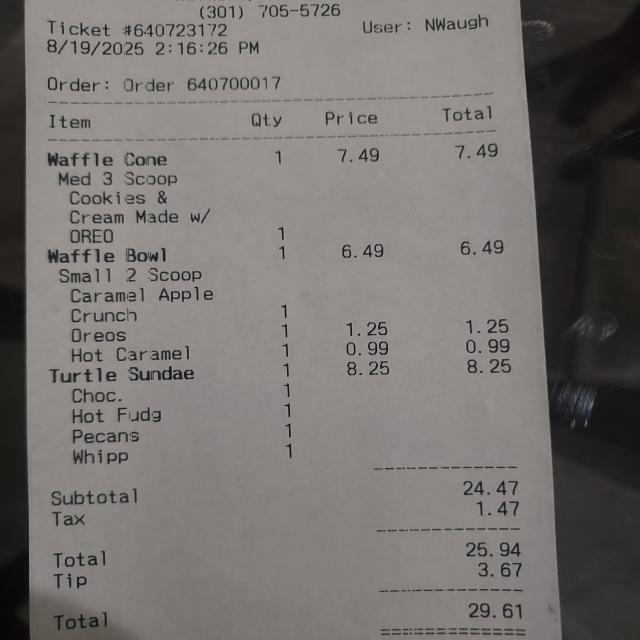 (301) 705-5726
Ticket #640723172 User: NWaugh
8/19/2025 2:16:26 PM
Order: Order 640700017
Item Qty Price Total
Waffle Cone 1 7.49 7.49
Med 3 Scoop
Cookies &
Cream Made w/
OREO 1
Waffle Bowl 1 6.49 6.49
Small 2 Scoop
Caramel Apple
Crunch 1
Oreos 1 1.25 1.25
Hot Caramel 1 0.99 0.99
Turtle Sundae 1 8.25 8.25
Choc. 1
Hot Fudg 1
Pecans 1
Whipp 1
Subtotal 24.47
Tax 1.47
Total 25.94
Tip 3.67
Total 29.61